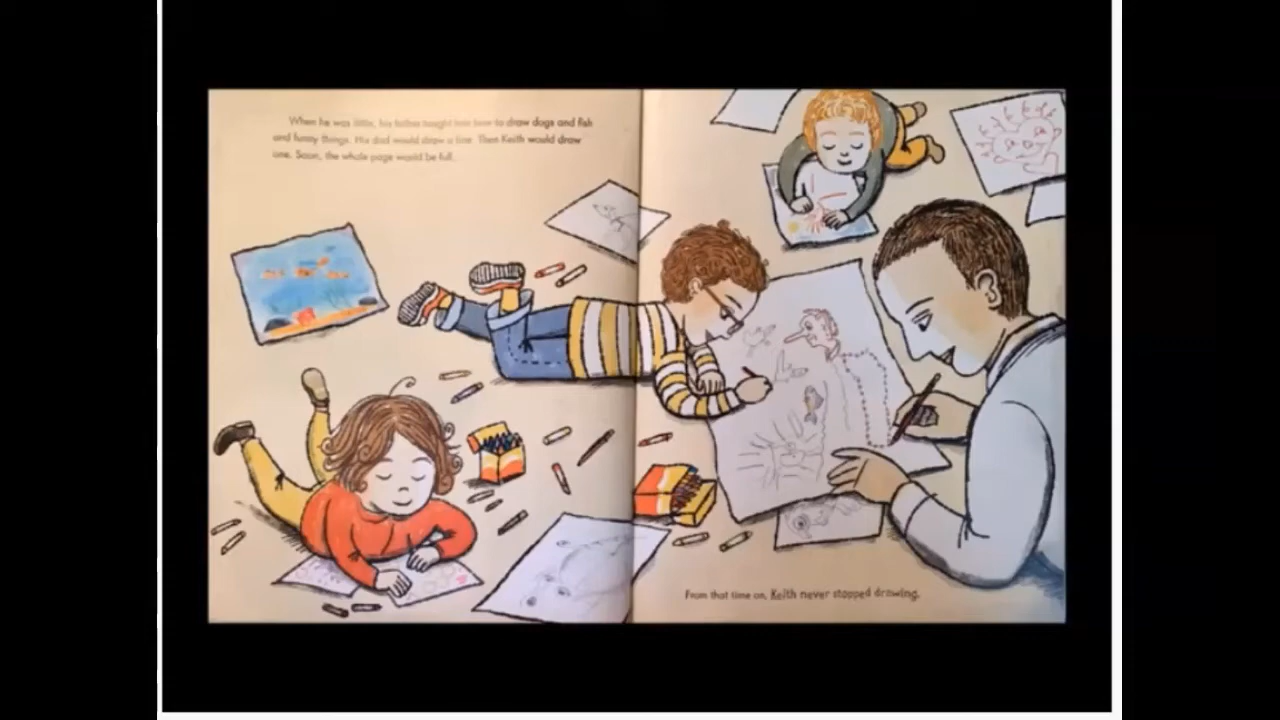 When he was little, his father taught him how to draw dogs and fish
and funny things. His dad would draw a line. Then Keith would draw
one. Soon, the whole page would be full.
From that time on, Keith never stopped drawing.